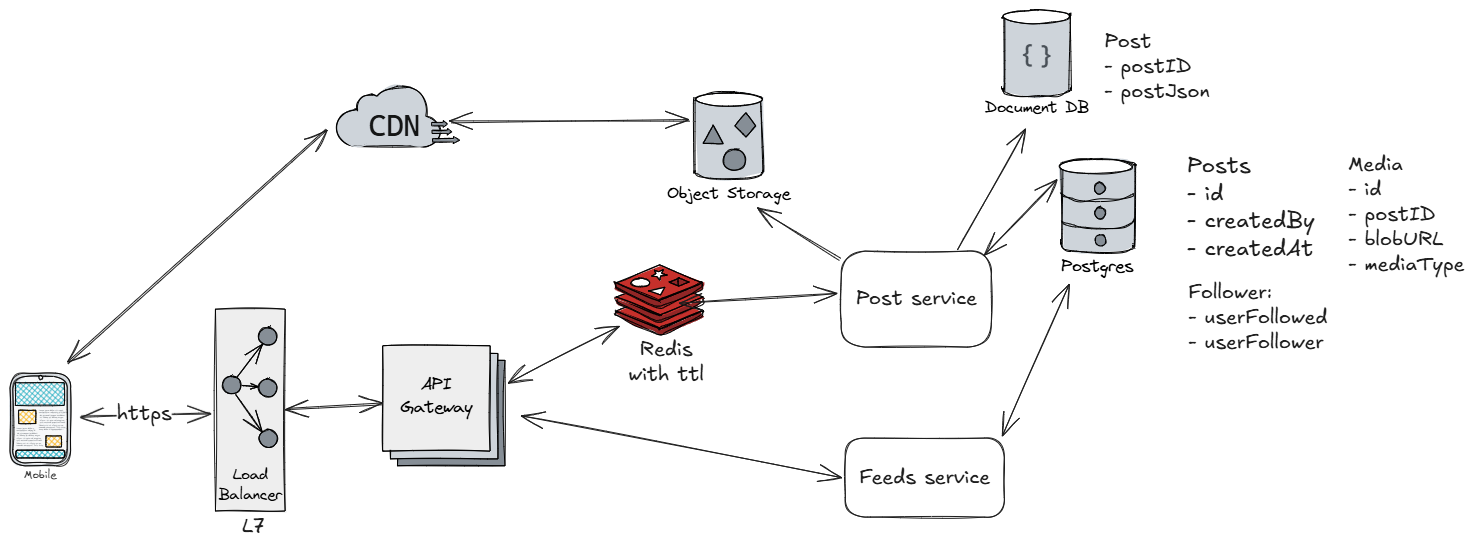 { }
Document DB
Post
- postID
- postJson
CDN
Object Storage
Postgres
Posts
- id
- createdBy
- createdAt
Media
- id
- postID
- blobURL
- mediaType
Follower:
- userFollowed
- userFollower
Post service
Redis
with ttl
API
Gateway
https
Mobile
Load
Balancer
L7
Feeds service